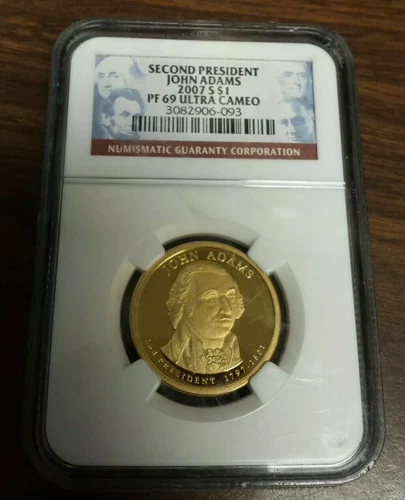 SECOND PRESIDENT
JOHN ADAMS
2007 S $1
PF 69 ULTRA CAMEO
3082906-093
NUMISMATIC GUARANTY CORPORATION
JOHN ADAMS
2nd PRESIDENT 1797-1801